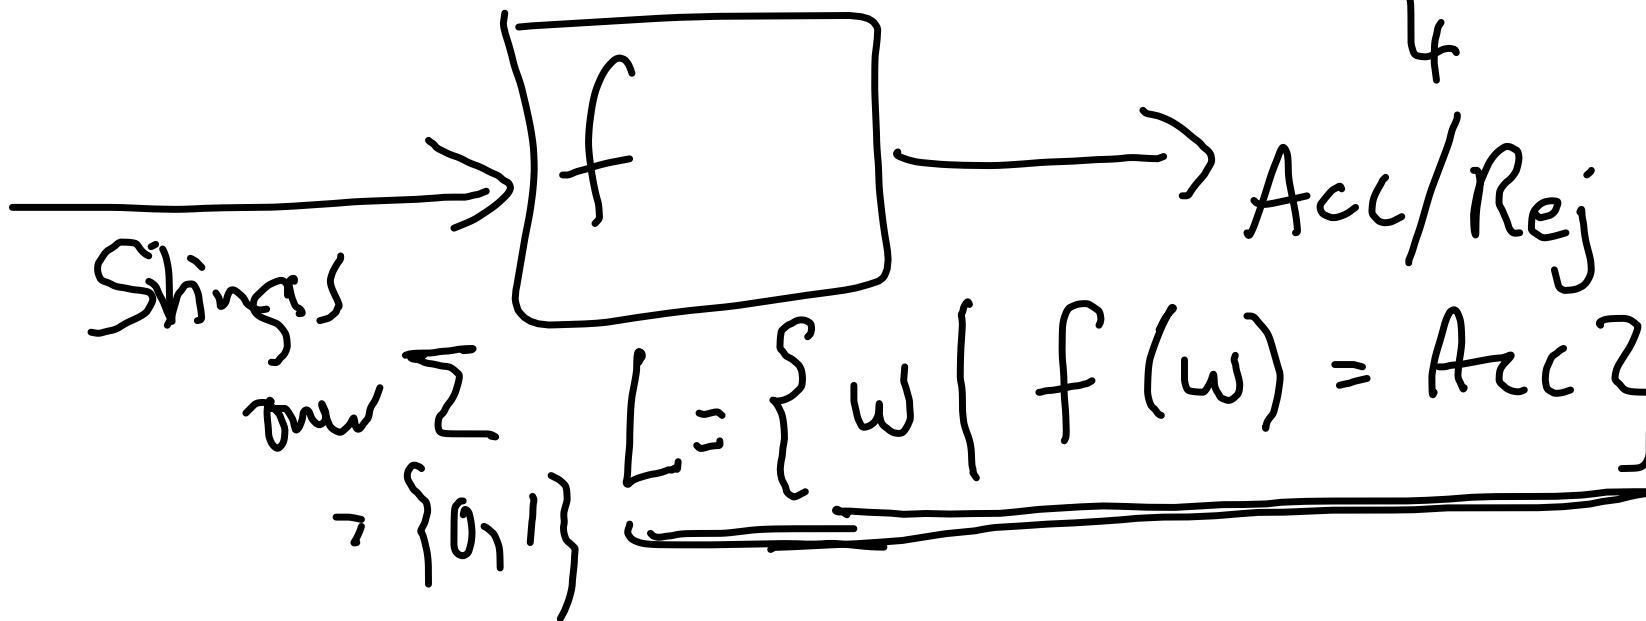 4
f
Acc/Rej
Strings
over Σ
= {0,1}
L = { w | f(w) = Acc }